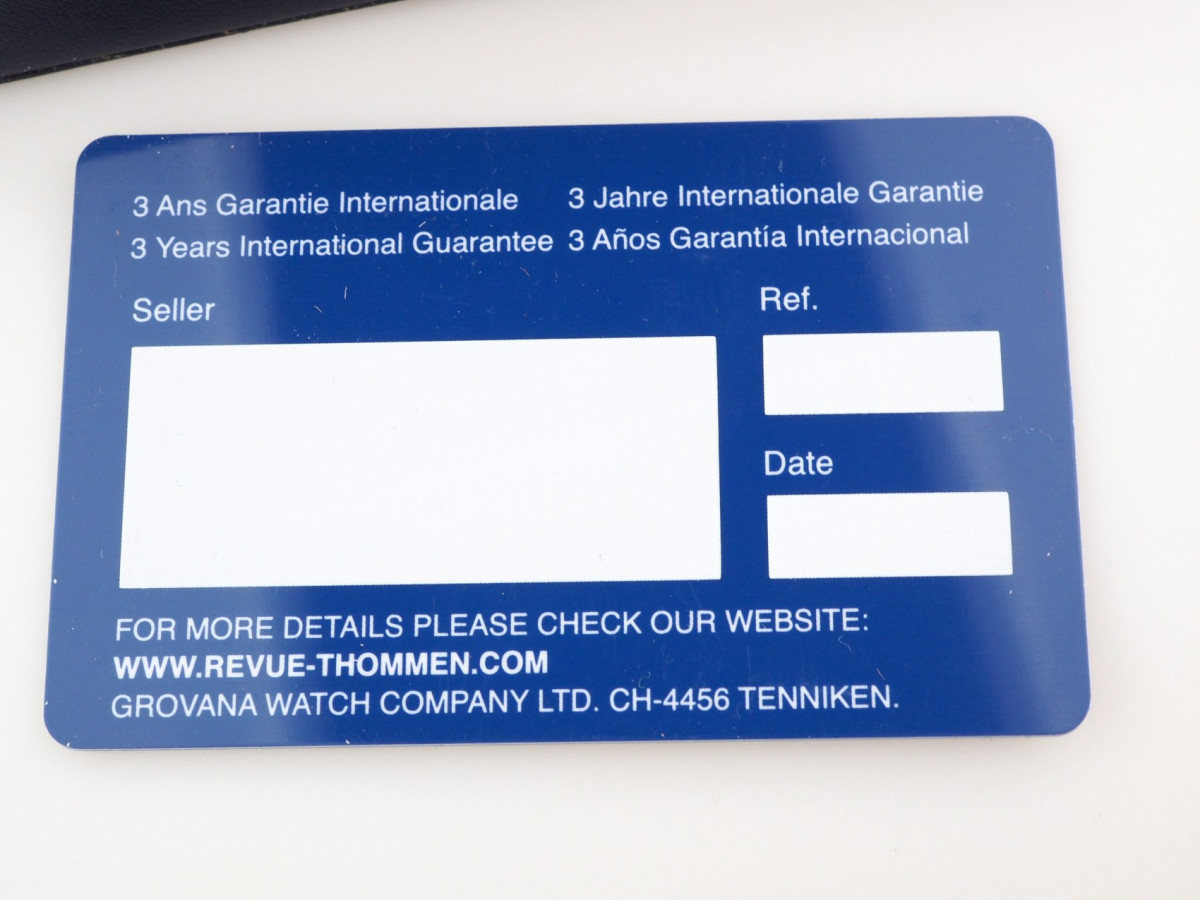 3 Ans Garantie Internationale 3 Jahre Internationale Garantie
3 Years International Guarantee 3 Años Garantía Internacional
Seller
Ref.
Date
FOR MORE DETAILS PLEASE CHECK OUR WEBSITE:
WWW.REVUE-THOMMEN.COM
GROVANA WATCH COMPANY LTD. CH-4456 TENNIKEN.